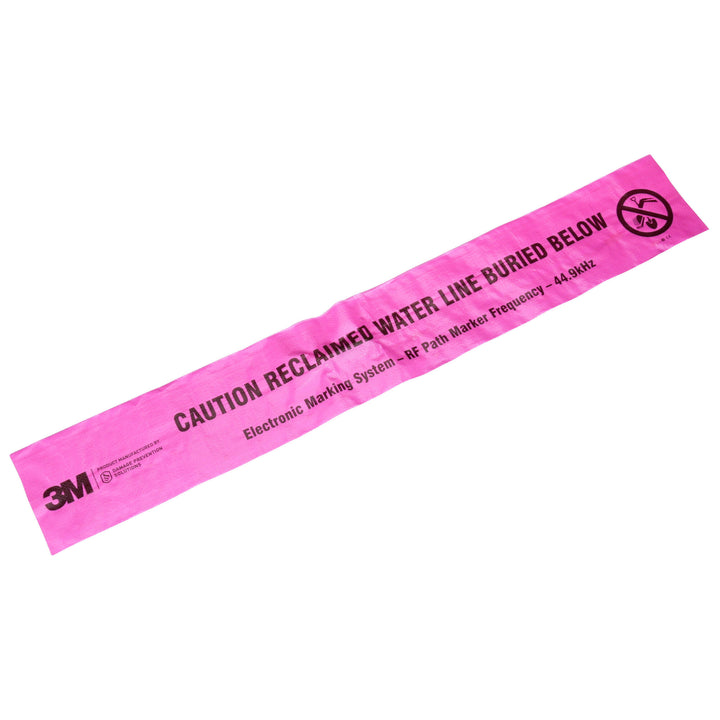 CAUTION RECLAIMED WATER LINE BURIED BELOW
Electronic Marking System – RF Path Marker Frequency – 44.9kHz
3M
PRODUCT MANUFACTURED BY
DAMAGE PREVENTION
SOLUTIONS